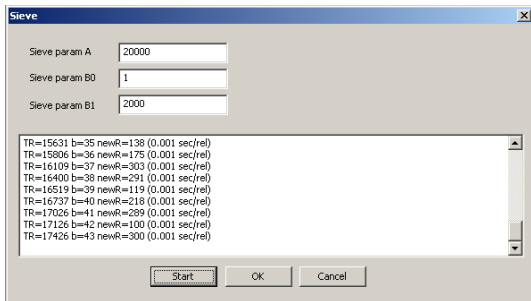 Sieve
Sieve param A 20000
Sieve param B0 1
Sieve param B1 2000
TR=15631 b=35 newR=138 (0.001 sec/rel)
TR=15806 b=36 newR=175 (0.001 sec/rel)
TR=16109 b=37 newR=303 (0.001 sec/rel)
TR=16400 b=38 newR=291 (0.001 sec/rel)
TR=16519 b=39 newR=119 (0.001 sec/rel)
TR=16737 b=40 newR=218 (0.001 sec/rel)
TR=17026 b=41 newR=289 (0.001 sec/rel)
TR=17126 b=42 newR=100 (0.001 sec/rel)
TR=17426 b=43 newR=300 (0.001 sec/rel)
Start OK Cancel